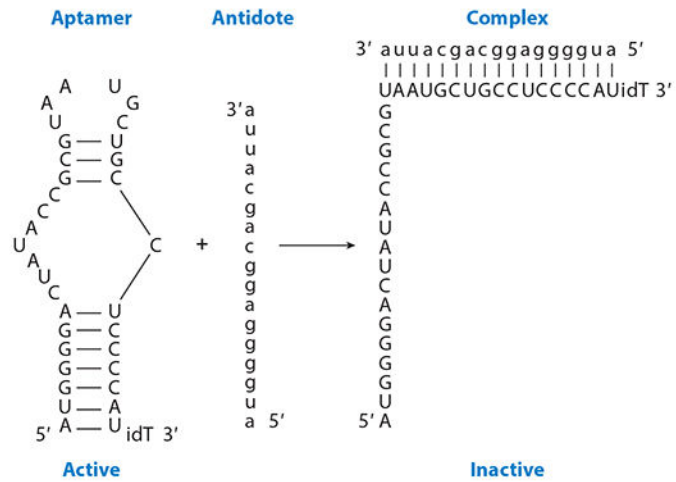 Aptamer
A U
A G
U C
G U
C G
G C
C
C
A
U C
A
U
C
A U
G C
G C
G C
G C
U A
5′ A U idT 3′
Active
Antidote
3′ a
u
u
a
c
g
a
c
g
g
a
g
g
g
g
u
a 5′
+
Complex
3′ auuacgacggaggggua 5′
UAAUGCUGCCUCCCCAUidT 3′
G
C
G
C
C
A
U
A
U
C
A
G
G
G
G
U
5′ A
Inactive